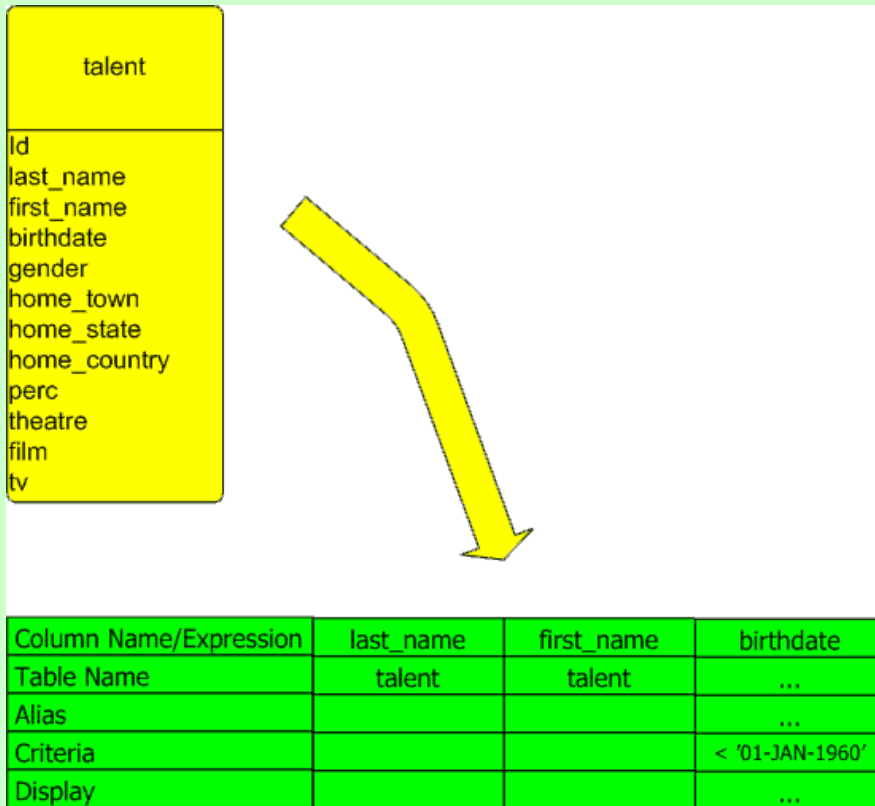 talent
Id
last_name
first_name
birthdate
gender
home_town
home_state
home_country
perc
theatre
film
tv
Column Name/Expression last_name first_name birthdate
Table Name talent talent ...
Alias ...
Criteria < '01-JAN-1960'
Display ...